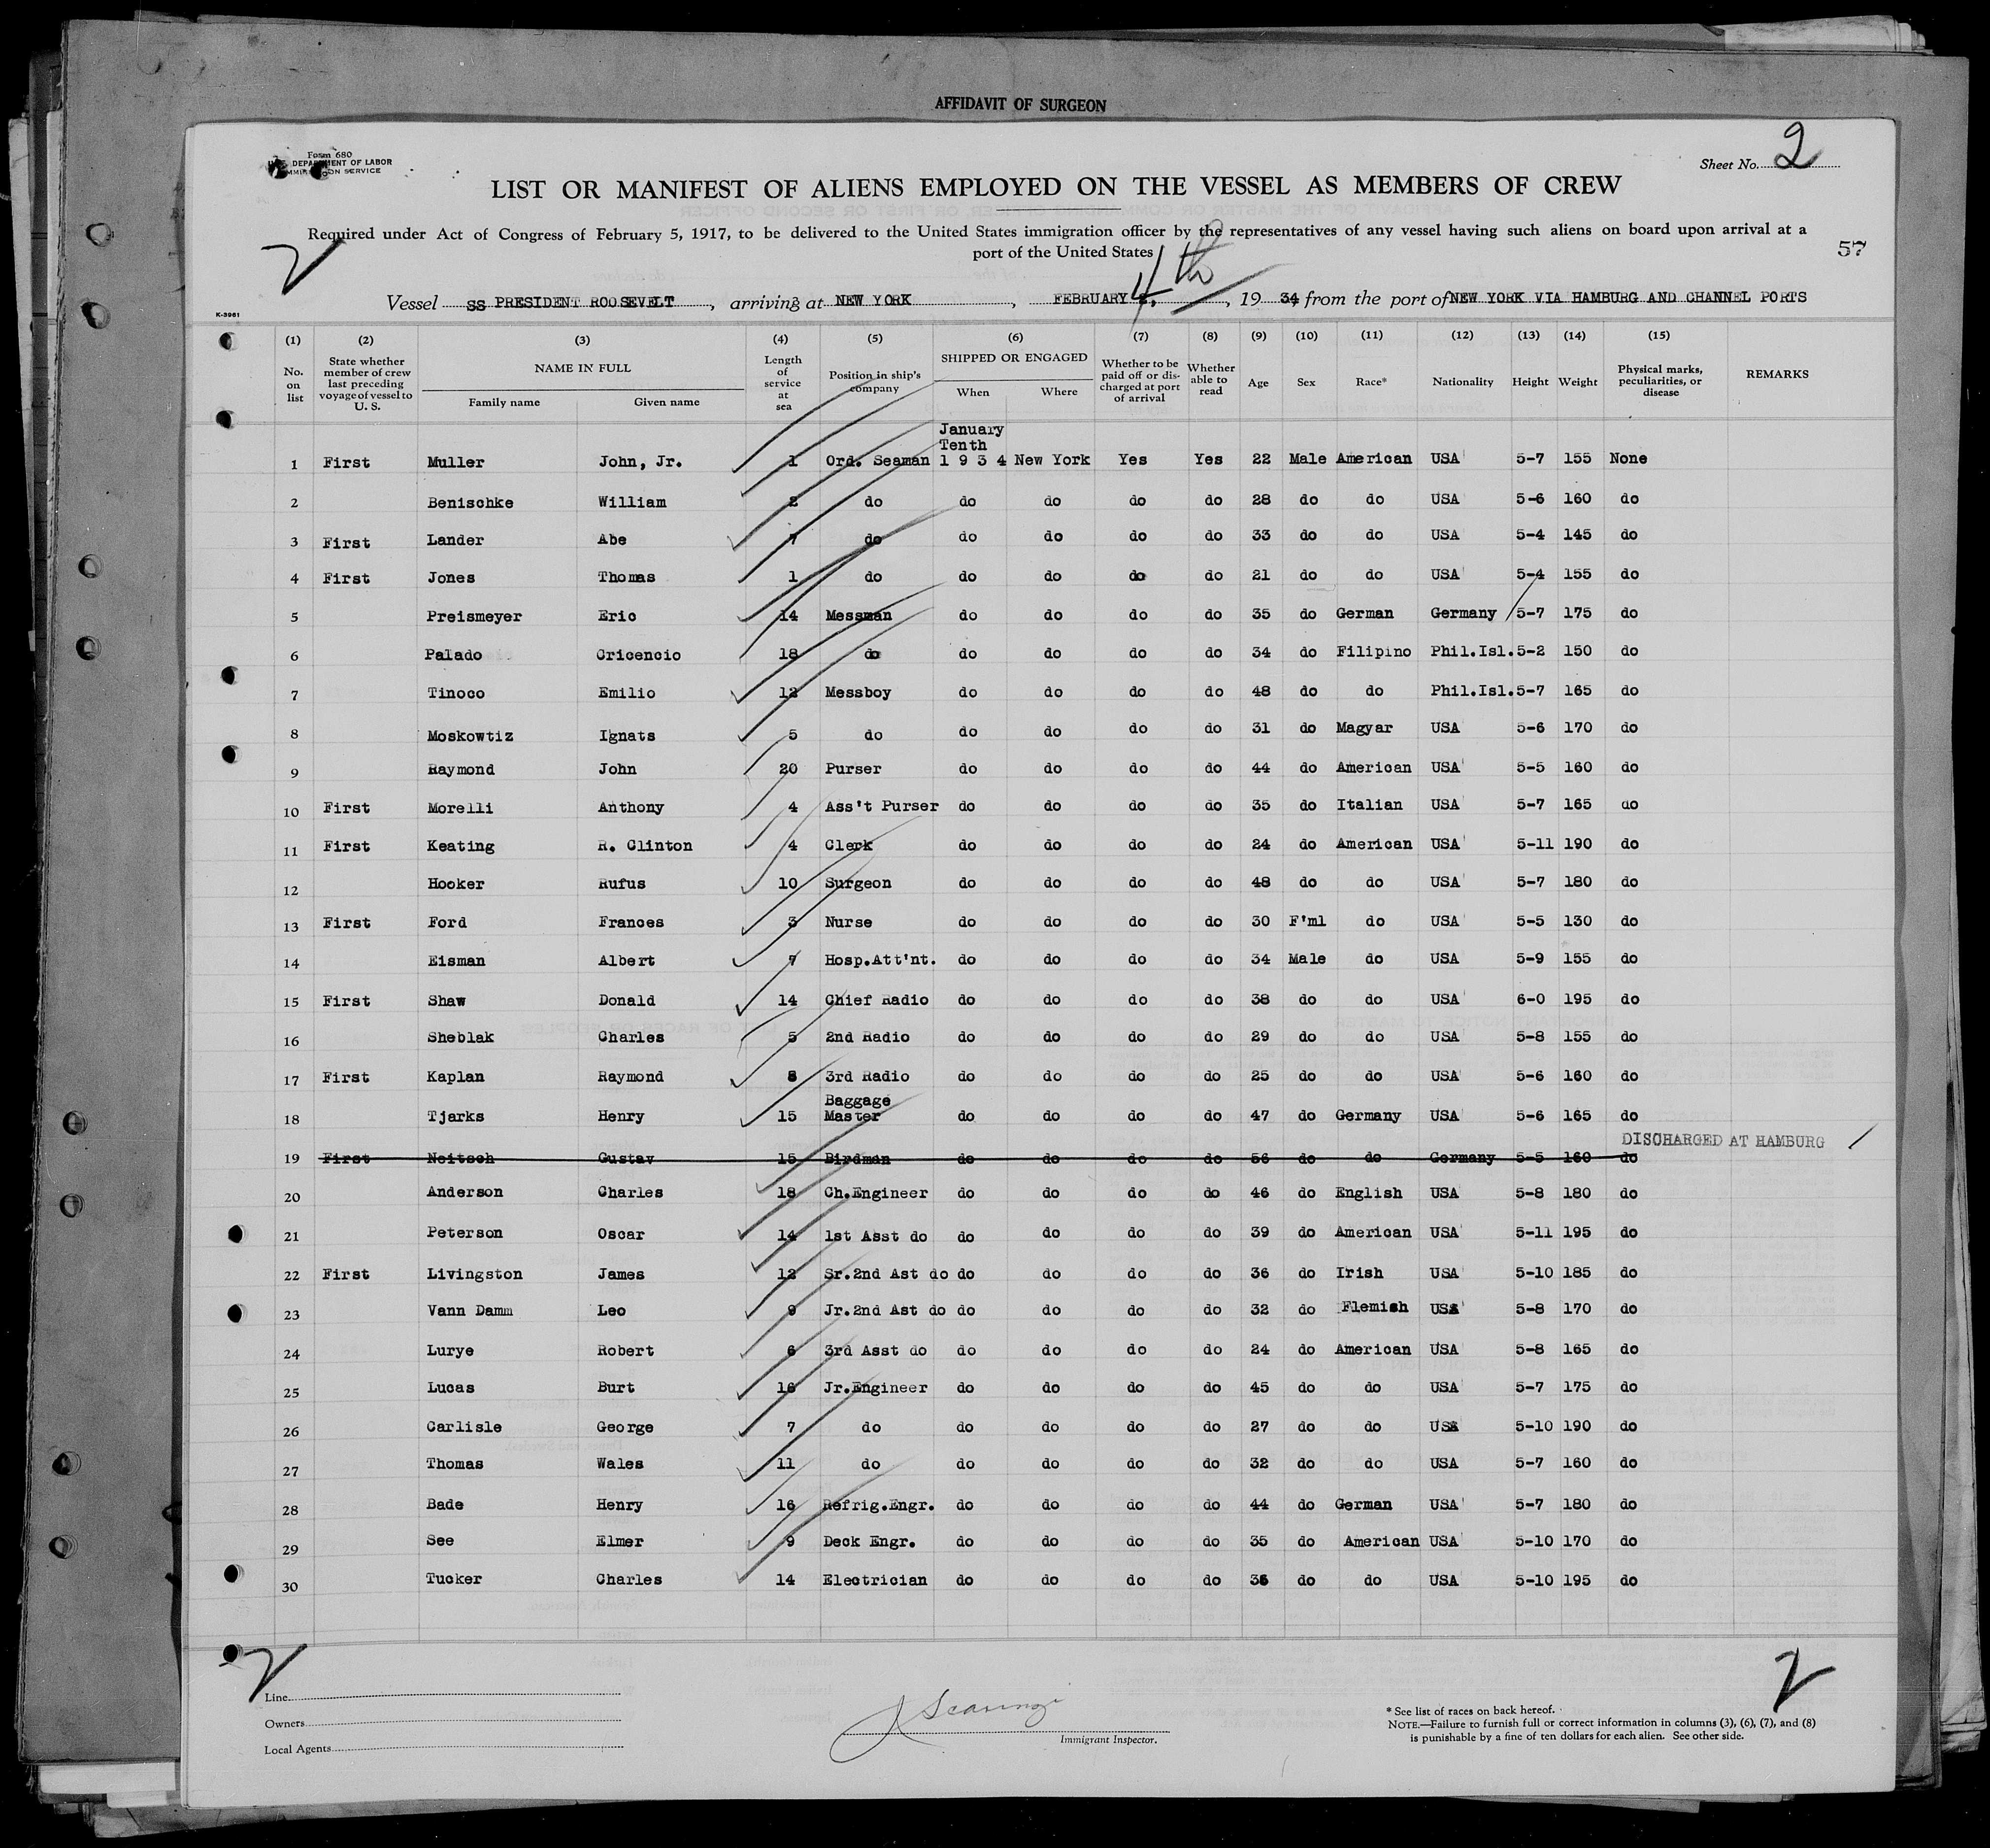 AFFIDAVIT OF SURGEON
Form 680
DEPARTMENT OF LABOR
IMMIGRATION SERVICE
Sheet No. 2
LIST OR MANIFEST OF ALIENS EMPLOYED ON THE VESSEL AS MEMBERS OF CREW
Required under Act of Congress of February 5, 1917, to be delivered to the United States immigration officer by the representatives of any vessel having such aliens on board upon arrival at a
port of the United States
57
Vessel SS PRESIDENT ROOSEVELT, arriving at NEW YORK, FEBRUARY 4th, 1934 from the port of NEW YORK VIA HAMBURG AND CHANNEL PORTS
K-3961
(1) (2) (3) (4) (5) (6) (7) (8) (9) (10) (11) (12) (13) (14) (15)
No. on list State whether member of crew last preceding voyage of vessel to U. S. NAME IN FULL Family name Given name Length of service at sea Position in ship's company SHIPPED OR ENGAGED When Where Whether to be paid off or discharged at port of arrival Whether able to read Age Sex Race* Nationality Height Weight Physical marks, peculiarities, or disease REMARKS
January
Tenth
1 First Muller John, Jr. 1 Ord. Seaman 1 9 3 4 New York Yes Yes 22 Male American USA 5-7 155 None
2 Benischke William 2 do do do do do 28 do do USA 5-6 160 do
3 First Lander Abe 7 do do do do do 33 do do USA 5-4 145 do
4 First Jones Thomas 1 do do do do do 21 do do USA 5-4 155 do
5 Preismeyer Eric 14 Messman do do do do 35 do German Germany 5-7 175 do
6 Palado Cricencio 18 do do do do do 34 do Filipino Phil.Isl. 5-2 150 do
7 Tinoco Emilio 12 Messboy do do do do 48 do do Phil.Isl. 5-7 165 do
8 Moskowtiz Ignats 5 do do do do do 31 do Magyar USA 5-6 170 do
9 Raymond John 20 Purser do do do do 44 do American USA 5-5 160 do
10 First Morelli Anthony 4 Ass't Purser do do do do 35 do Italian USA 5-7 165 do
11 First Keating R. Clinton 4 Clerk do do do do 24 do American USA 5-11 190 do
12 Hooker Rufus 10 Surgeon do do do do 48 do do USA 5-7 180 do
13 First Ford Frances 3 Nurse do do do do 30 F'ml do USA 5-5 130 do
14 Eisman Albert 7 Hosp.Att'nt. do do do do 34 Male do USA 5-9 155 do
15 First Shaw Donald 14 Chief Radio do do do do 38 do do USA 6-0 195 do
16 Sheblak Charles 5 2nd Radio do do do do 29 do do USA 5-8 155 do
17 First Kaplan Raymond 8 3rd Radio do do do do 25 do do USA 5-6 160 do
Baggage
18 Tjarks Henry 15 Master do do do do 47 do Germany USA 5-6 165 do
DISCHARGED AT HAMBURG
19 First Neitsch Gustav 15 Birdman do do do do 56 do do Germany 5-5 160 do
20 Anderson Charles 18 Ch.Engineer do do do do 46 do English USA 5-8 180 do
21 Peterson Oscar 14 1st Asst do do do do do 39 do American USA 5-11 195 do
22 First Livingston James 12 Sr.2nd Ast do do do do do 36 do Irish USA 5-10 185 do
23 Vann Damm Leo 9 Jr.2nd Ast do do do do do 32 do Flemish USA 5-8 170 do
24 Lurye Robert 6 3rd Asst do do do do do 24 do American USA 5-8 165 do
25 Lucas Burt 16 Jr.Engineer do do do do 45 do do USA 5-7 175 do
26 Carlisle George 7 do do do do do 27 do do USA 5-10 190 do
27 Thomas Wales 11 do do do do do 32 do do USA 5-7 160 do
28 Bade Henry 16 Refrig.Engr. do do do do 44 do German USA 5-7 180 do
29 See Elmer 9 Deck Engr. do do do do 35 do American USA 5-10 170 do
30 Tucker Charles 14 Electrician do do do do 36 do do USA 5-10 195 do
Line
Owners
Local Agents
Immigrant Inspector.
* See list of races on back hereof.
NOTE.—Failure to furnish full or correct information in columns (3), (6), (7), and (8)
is punishable by a fine of ten dollars for each alien. See other side.